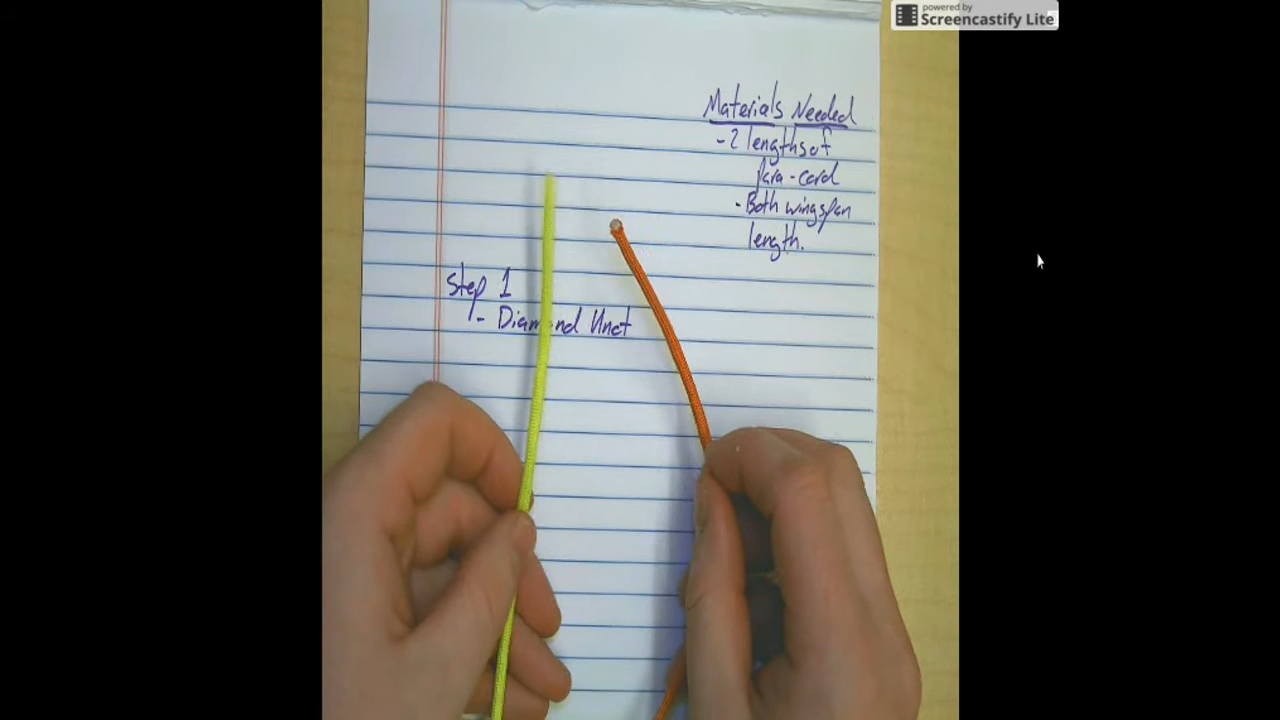 powered by
Screencastify Lite
Materials Needed
- 2 lengths of
Para-cord
- Both wingspan
length.
Step 1
- Diamond Knot